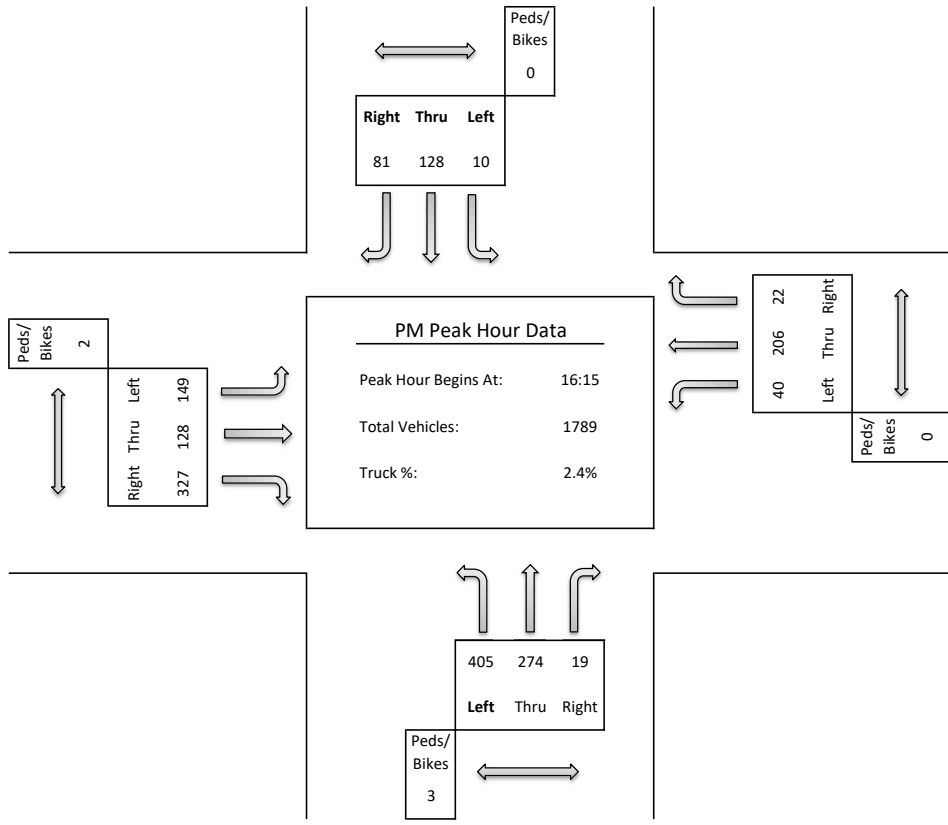 Peds/
Bikes
0
Right Thru Left
81 128 10
22 Right
206 Thru
40 Left
Peds/
Bikes
0
Peds/
Bikes
2
Left 149
Thru 128
Right 327
PM Peak Hour Data
Peak Hour Begins At: 16:15
Total Vehicles: 1789
Truck %: 2.4%
405 274 19
Left Thru Right
Peds/
Bikes
3